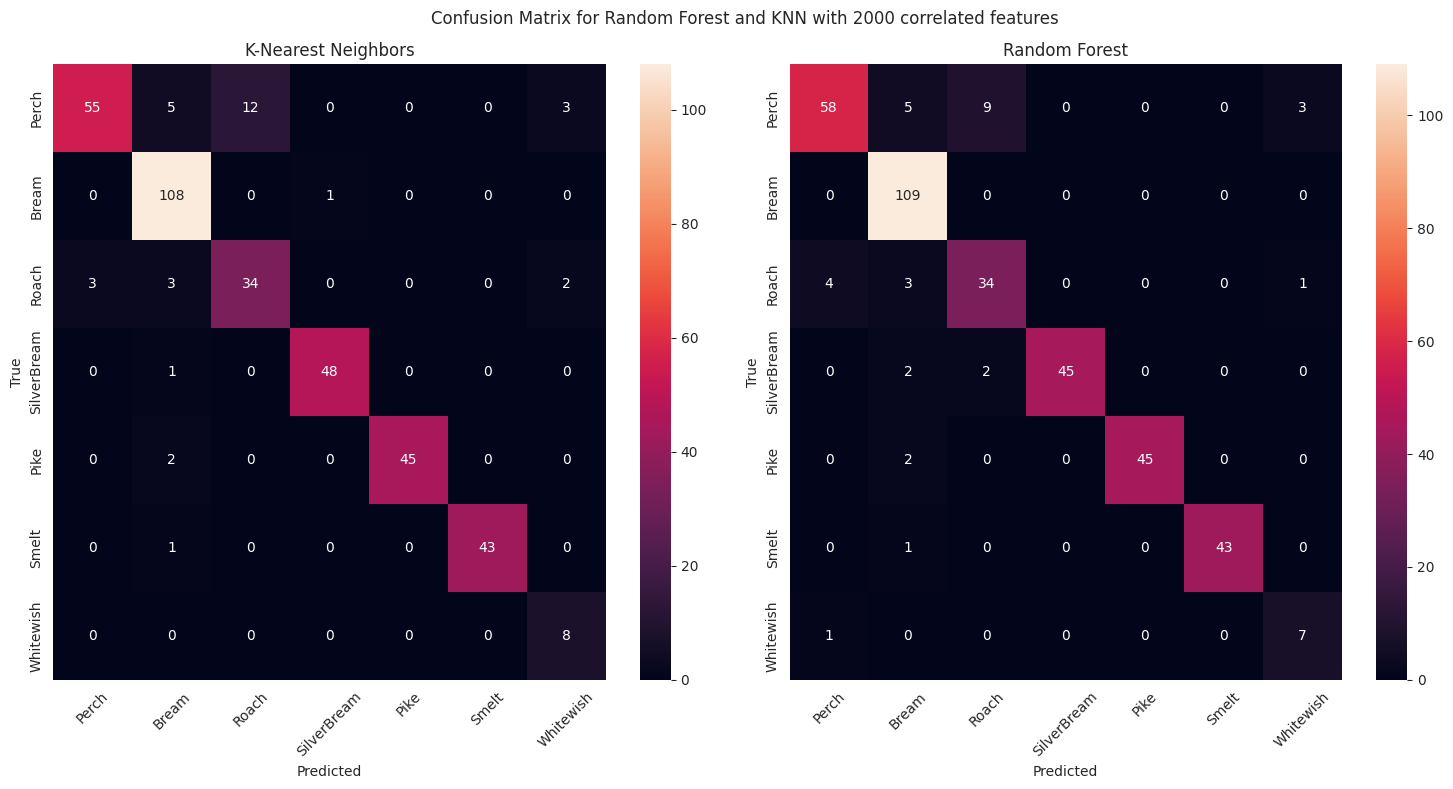 Confusion Matrix for Random Forest and KNN with 2000 correlated features
K-Nearest Neighbors
True
Perch 55 5 12 0 0 0 3
Bream 0 108 0 1 0 0 0
Roach 3 3 34 0 0 0 2
SilverBream 0 1 0 48 0 0 0
Pike 0 2 0 0 45 0 0
Smelt 0 1 0 0 0 43 0
Whitewish 0 0 0 0 0 0 8
Perch Bream Roach SilverBream Pike Smelt Whitewish
Predicted
100
80
60
40
20
0
Random Forest
True
Perch 58 5 9 0 0 0 3
Bream 0 109 0 0 0 0 0
Roach 4 3 34 0 0 0 1
SilverBream 0 2 2 45 0 0 0
Pike 0 2 0 0 45 0 0
Smelt 0 1 0 0 0 43 0
Whitewish 1 0 0 0 0 0 7
Perch Bream Roach SilverBream Pike Smelt Whitewish
Predicted
100
80
60
40
20
0